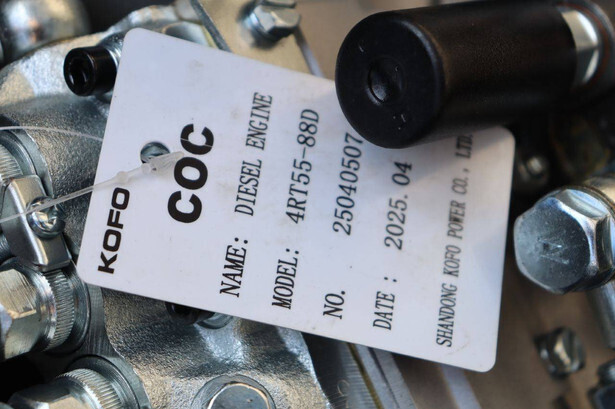 KOFO
COC
NAME: DIESEL ENGINE
MODEL: 4RT55-88D
NO. 25040507
DATE: 2025.04
SHANDONG KOFO POWER CO., LTD.